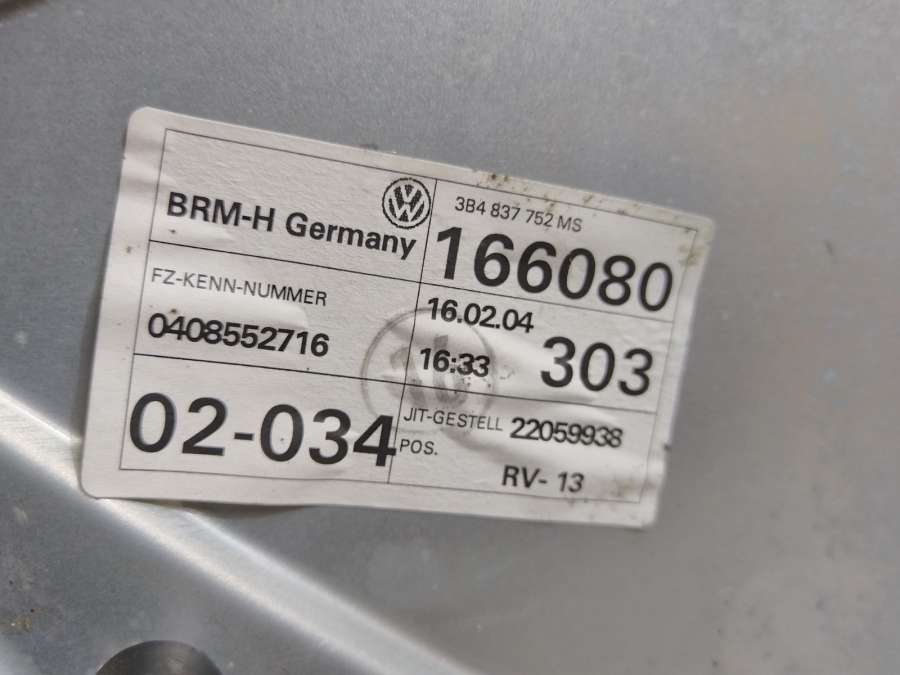 BRM-H Germany
3B4 837 752 MS
166080
FZ-KENN-NUMMER
0408552716
16.02.04
16:33
303
02-034
JIT-GESTELL 22059938
POS.
RV- 13